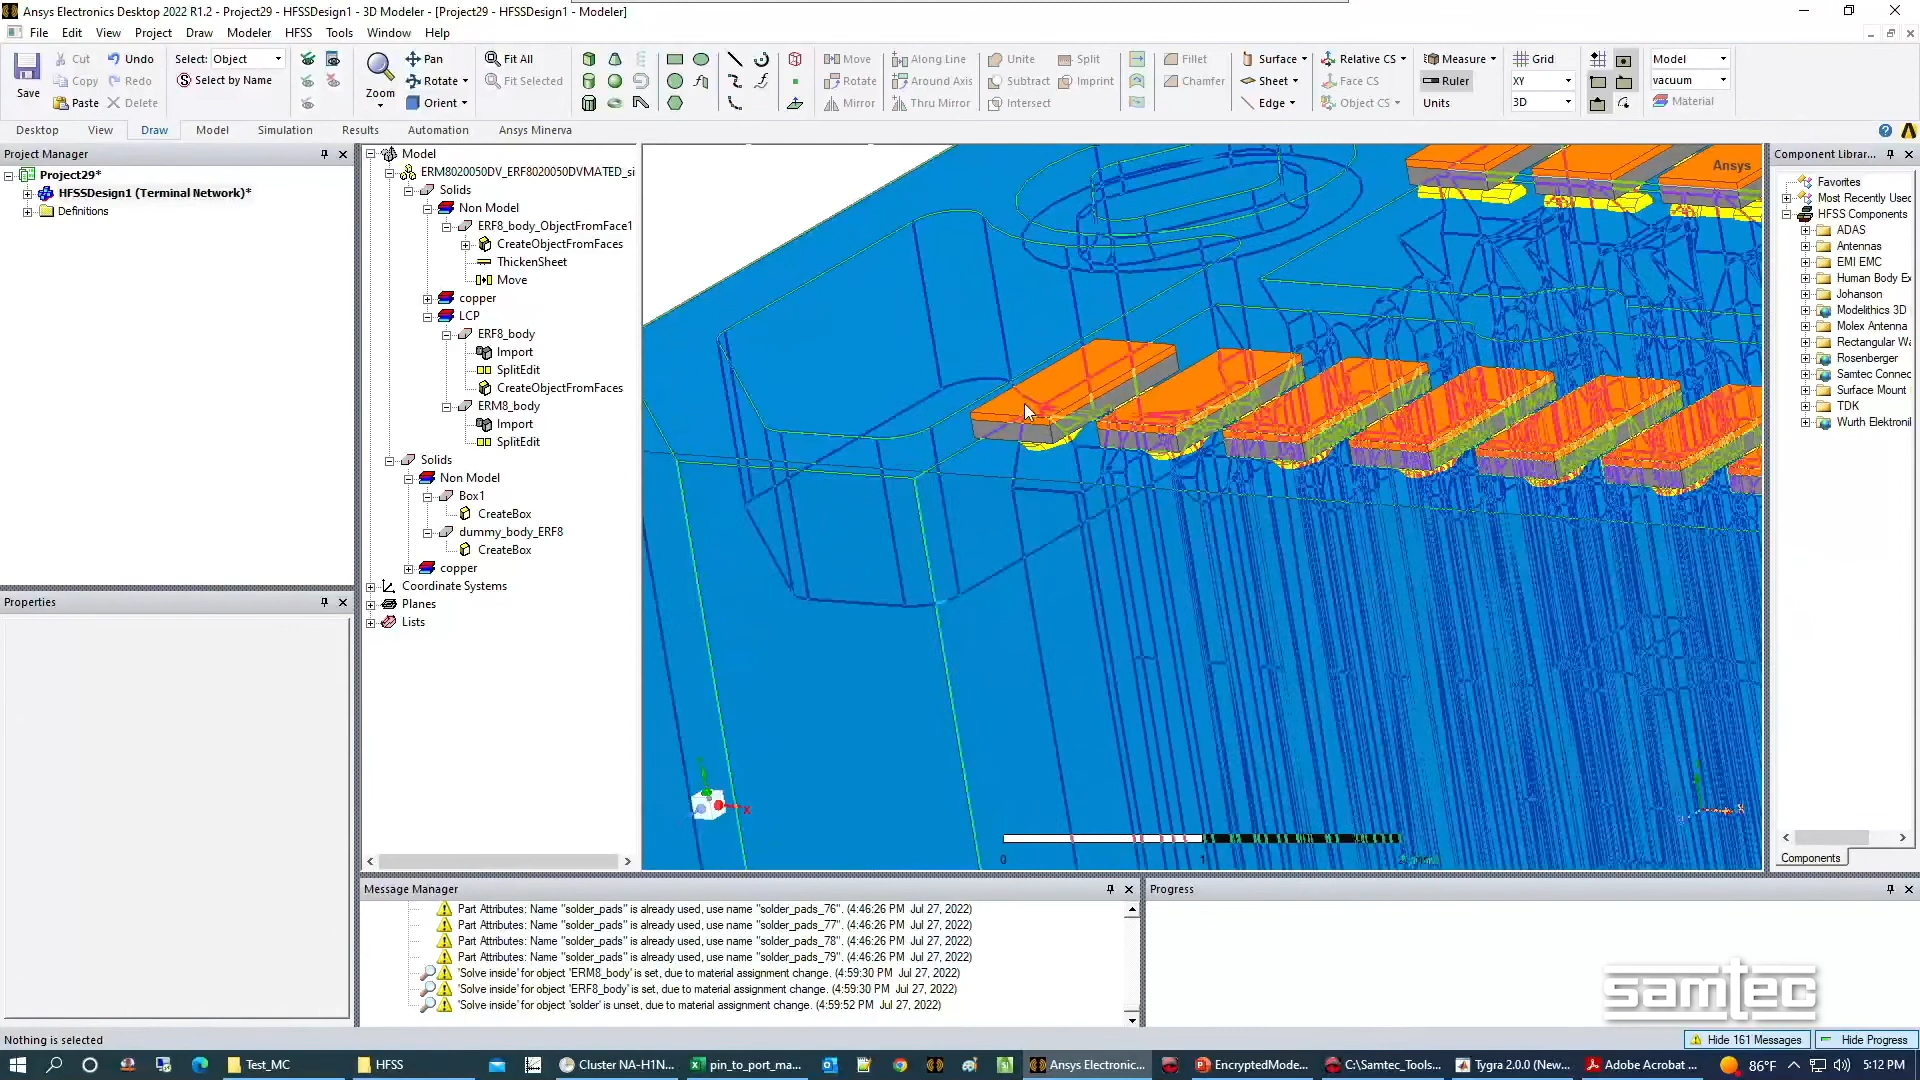 Ansys Electronics Desktop 2022 R1.2 - Project29 - HFSSDesign1 - 3D Modeler - [Project29 - HFSSDesign1 - Modeler]
File Edit View Project Draw Modeler HFSS Tools Window Help
Save
Cut Undo
Copy Redo
Paste Delete
Select: Object
Select by Name
Zoom
Pan
Rotate
Orient
Fit All
Fit Selected
Move Along Line Unite Split
Rotate Around Axis Subtract Imprint
Mirror Thru Mirror Intersect
Fillet
Chamfer
Surface Relative CS Measure Grid
Sheet Face CS Ruler XY
Edge Object CS Units 3D
Model
vacuum
Material
Desktop View Draw Model Simulation Results Automation Ansys Minerva
Project Manager
Project29*
HFSSDesign1 (Terminal Network)*
Definitions
Properties
Model
ERM8020050DV_ERF8020050DVMATED_si
Solids
Non Model
ERF8_body_ObjectFromFace1
CreateObjectFromFaces
ThickenSheet
Move
copper
LCP
ERF8_body
Import
SplitEdit
CreateObjectFromFaces
ERM8_body
Import
SplitEdit
Solids
Non Model
Box1
CreateBox
dummy_body_ERF8
CreateBox
copper
Coordinate Systems
Planes
Lists
Ansys
X
0
1
Component Librar...
Favorites
Most Recently Used
HFSS Components
ADAS
Antennas
EMI EMC
Human Body Ex
Johanson
Modelithics 3D
Molex Antenna
Rectangular Wa
Rosenberger
Samtec Connec
Surface Mount
TDK
Wurth Elektronil
Components
Message Manager
Part Attributes: Name "solder_pads" is already used, use name "solder_pads_76". (4:46:26 PM Jul 27, 2022)
Part Attributes: Name "solder_pads" is already used, use name "solder_pads_77". (4:46:26 PM Jul 27, 2022)
Part Attributes: Name "solder_pads" is already used, use name "solder_pads_78". (4:46:26 PM Jul 27, 2022)
Part Attributes: Name "solder_pads" is already used, use name "solder_pads_79". (4:46:26 PM Jul 27, 2022)
'Solve inside' for object 'ERM8_body' is set, due to material assignment change. (4:59:30 PM Jul 27, 2022)
'Solve inside' for object 'ERF8_body' is set, due to material assignment change. (4:59:30 PM Jul 27, 2022)
'Solve inside' for object 'solder' is unset, due to material assignment change. (4:59:52 PM Jul 27, 2022)
Progress
samtec
Nothing is selected
Hide 161 Messages
Hide Progress
Test_MC
HFSS
Cluster NA-H1N...
pin_to_port_ma...
Ansys Electronic...
EncryptedMode...
C:\Samtec_Tools...
Tygra 2.0.0 (New...
Adobe Acrobat ...
86°F
5:12 PM